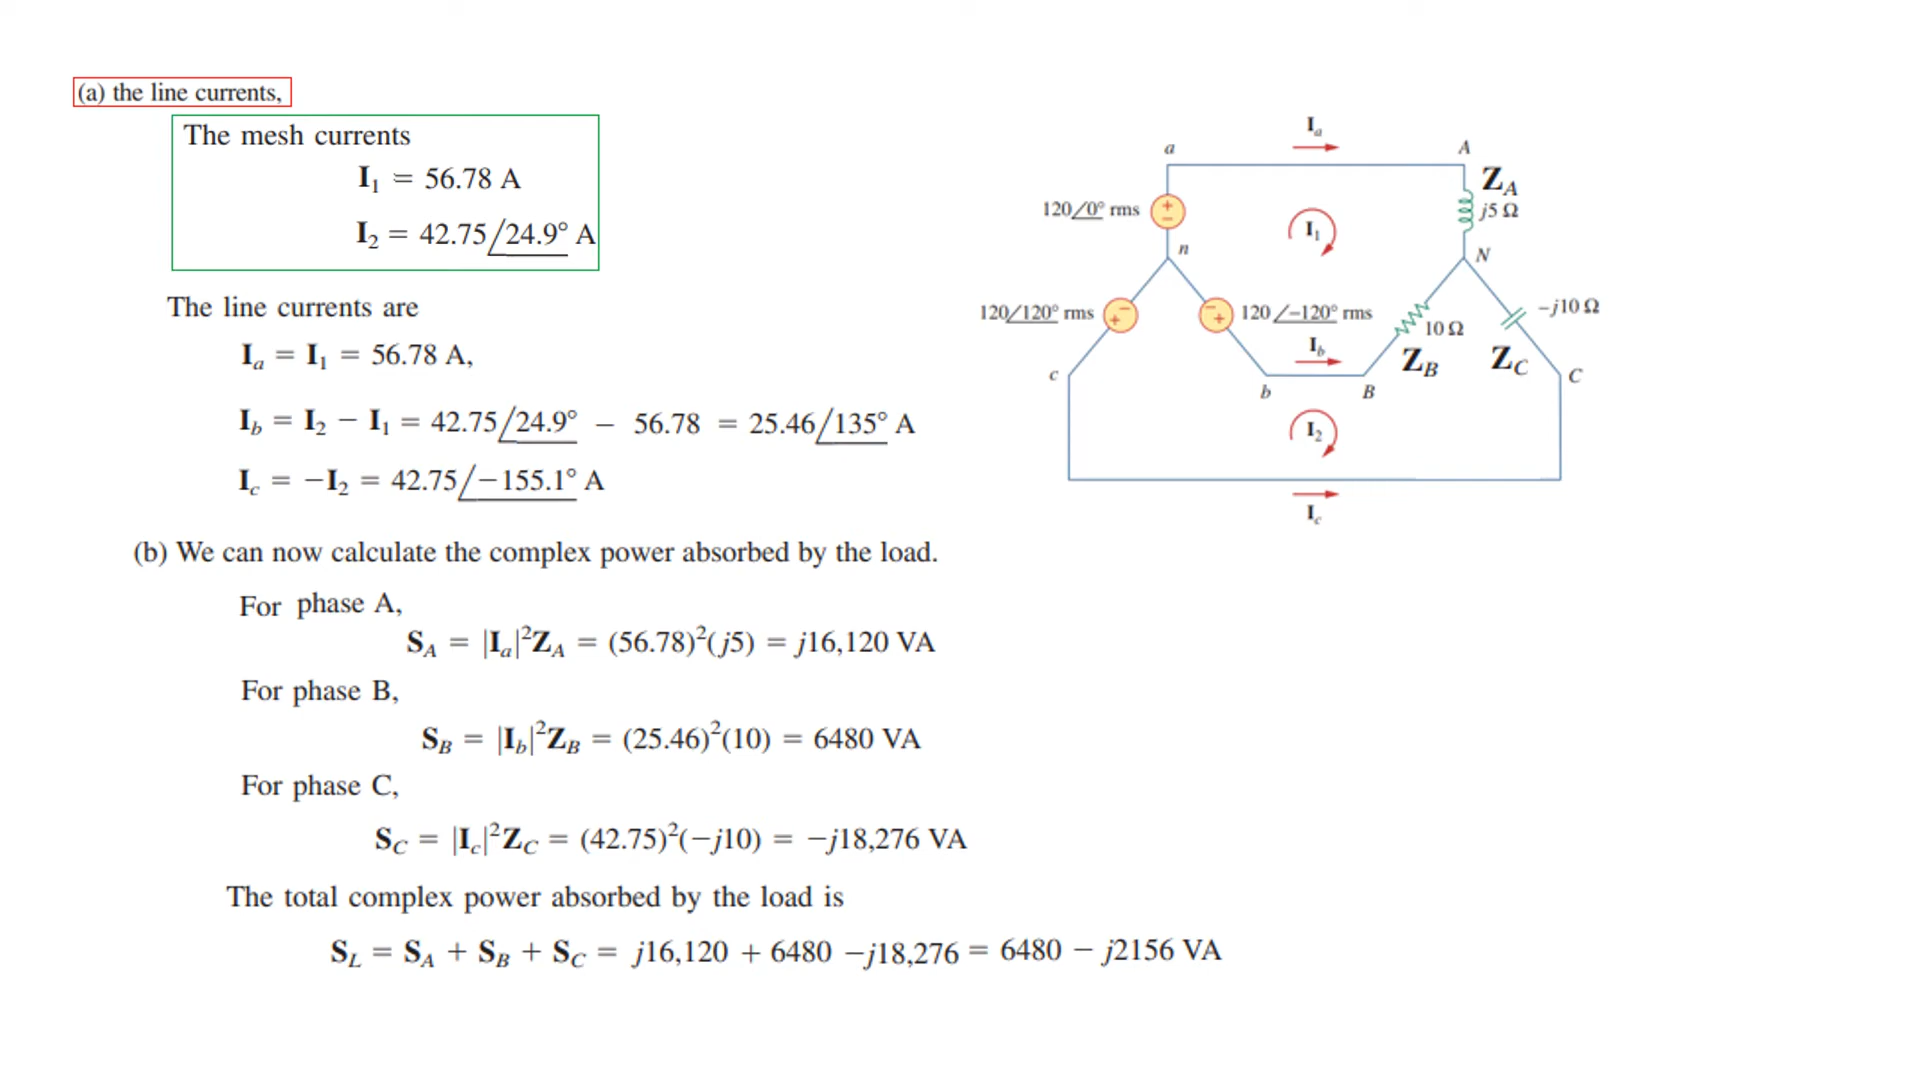 (a) the line currents,
The mesh currents
I₁ = 56.78 A
I₂ = 42.75∠24.9° A
The line currents are
Iₐ = I₁ = 56.78 A,
I_b = I₂ − I₁ = 42.75∠24.9° − 56.78 = 25.46∠135° A
I_c = −I₂ = 42.75∠−155.1° A
(b) We can now calculate the complex power absorbed by the load.
For phase A,
S_A = |Iₐ|²Z_A = (56.78)²(j5) = j16,120 VA
For phase B,
S_B = |I_b|²Z_B = (25.46)²(10) = 6480 VA
For phase C,
S_C = |I_c|²Z_C = (42.75)²(−j10) = −j18,276 VA
The total complex power absorbed by the load is
S_L = S_A + S_B + S_C = j16,120 + 6480 −j18,276 = 6480 − j2156 VA
Iₐ
a
A
Z_A
120∠0° rms
+
−
j5 Ω
I₁
n
N
120∠120° rms
−
+
−
+
120∠−120° rms
10 Ω
−j10 Ω
I_b
Z_B
Z_C
c
b
B
C
I₂
I_c